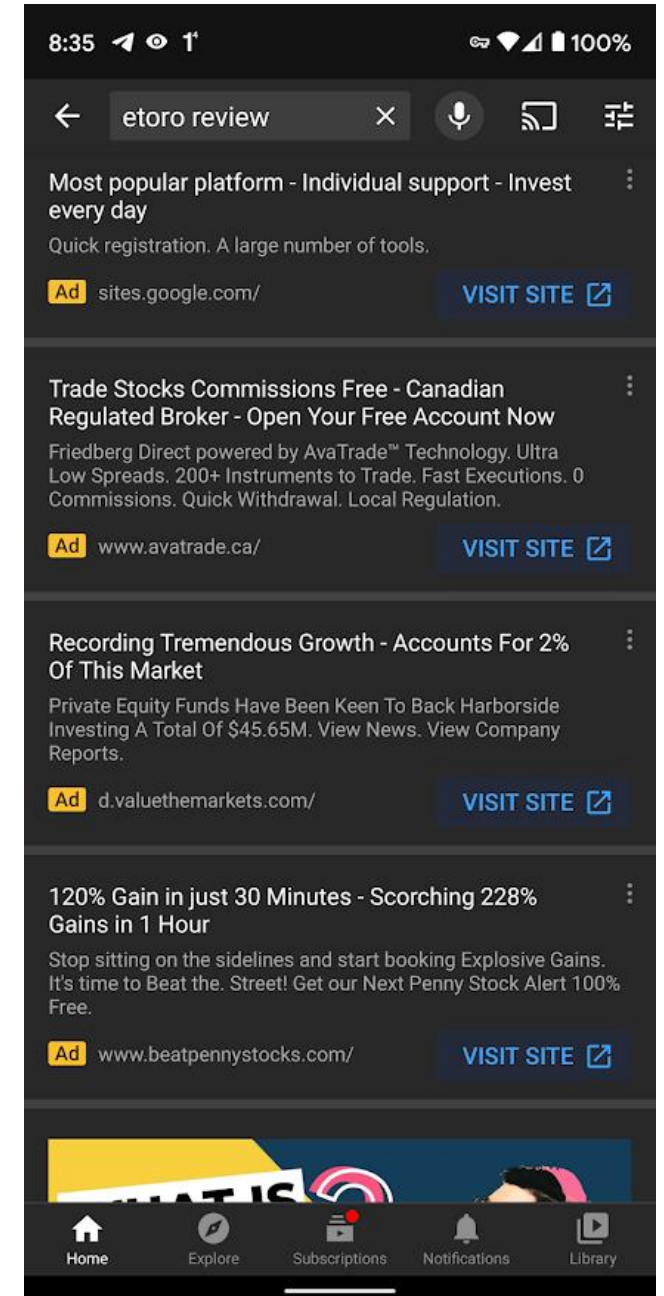 8:35 1° 100%
etoro review
Most popular platform - Individual support - Invest
every day
Quick registration. A large number of tools.
Ad sites.google.com/ VISIT SITE
Trade Stocks Commissions Free - Canadian
Regulated Broker - Open Your Free Account Now
Friedberg Direct powered by AvaTrade™ Technology. Ultra
Low Spreads. 200+ Instruments to Trade. Fast Executions. 0
Commissions. Quick Withdrawal. Local Regulation.
Ad www.avatrade.ca/ VISIT SITE
Recording Tremendous Growth - Accounts For 2%
Of This Market
Private Equity Funds Have Been Keen To Back Harborside
Investing A Total Of $45.65M. View News. View Company
Reports.
Ad d.valuethemarkets.com/ VISIT SITE
120% Gain in just 30 Minutes - Scorching 228%
Gains in 1 Hour
Stop sitting on the sidelines and start booking Explosive Gains.
It's time to Beat the. Street! Get our Next Penny Stock Alert 100%
Free.
Ad www.beatpennystocks.com/ VISIT SITE
WHAT IS
Home Explore Subscriptions Notifications Library